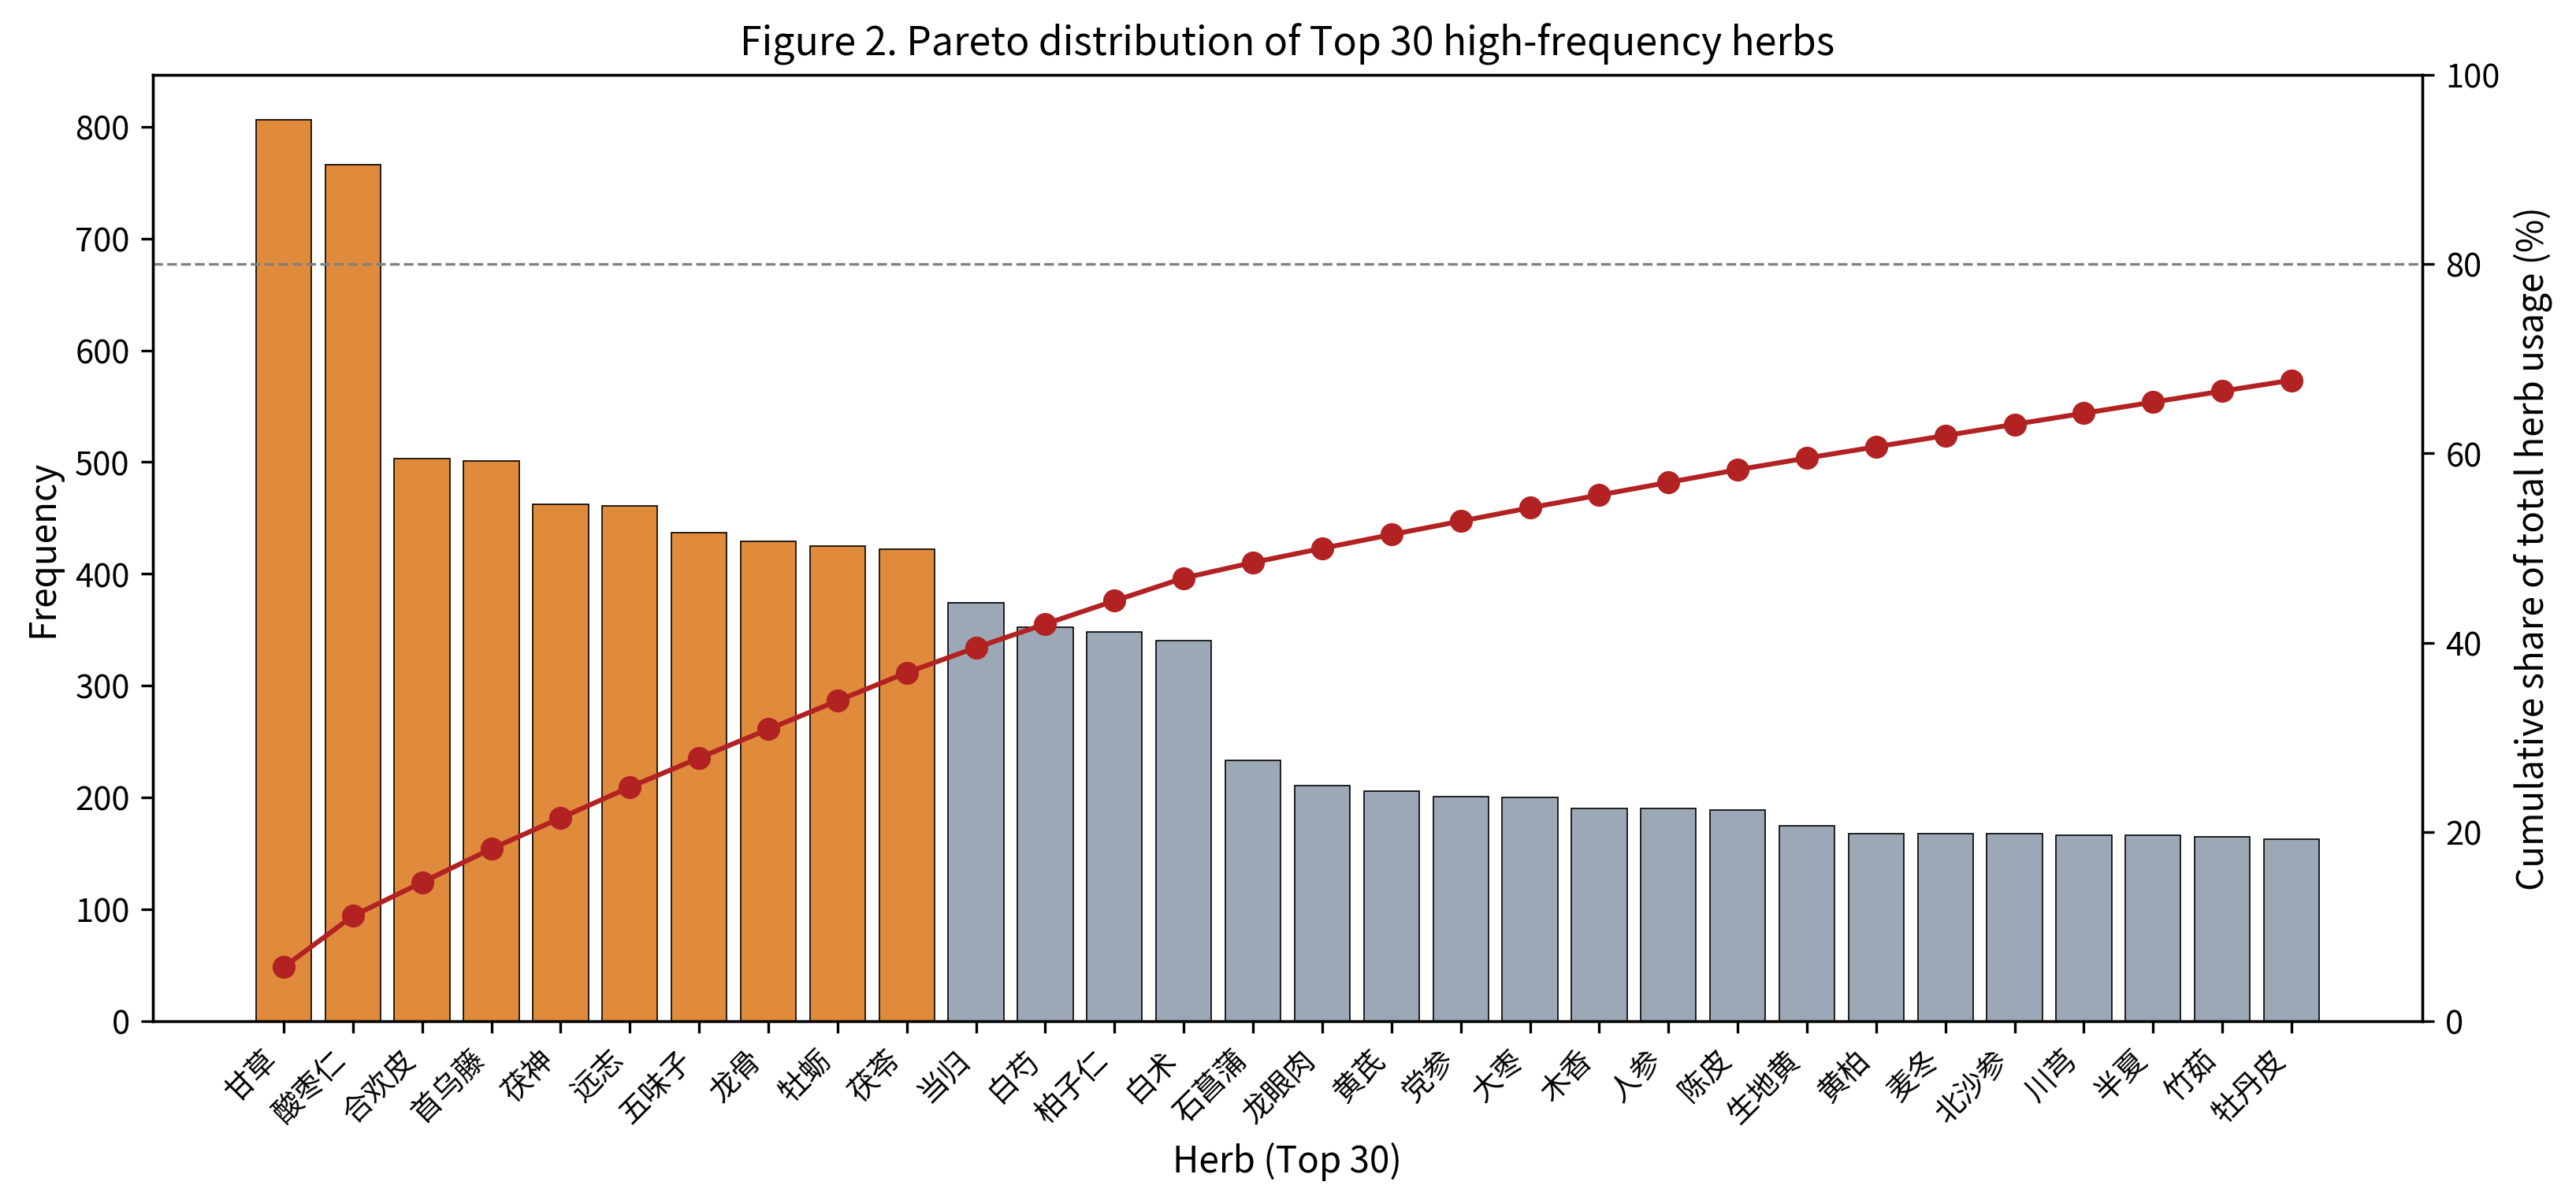 Figure 2. Pareto distribution of Top 30 high-frequency herbs
Frequency
800
700
600
500
400
300
200
100
0
100
80
60
40
20
0
Cumulative share of total herb usage (%)
甘草
酸枣仁
合欢皮
首乌藤
茯神
远志
五味子
龙骨
牡蛎
茯苓
当归
白芍
柏子仁
白术
石菖蒲
龙眼肉
黄芪
党参
大枣
木香
人参
陈皮
生地黄
黄柏
麦冬
北沙参
川芎
半夏
竹茹
牡丹皮
Herb (Top 30)